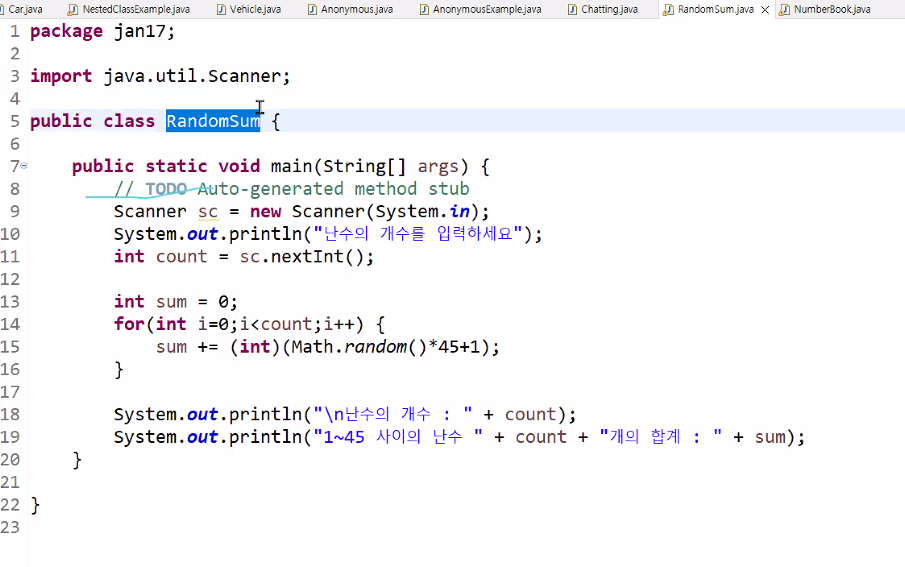 Car.java NestedClassExample.java Vehicle.java Anonymous.java AnonymousExample.java Chatting.java RandomSum.java NumberBook.java
1 package jan17;
2
3 import java.util.Scanner;
4
5 public class RandomSum {
6
7 public static void main(String[] args) {
8 // TODO Auto-generated method stub
9 Scanner sc = new Scanner(System.in);
10 System.out.println("난수의 개수를 입력하세요");
11 int count = sc.nextInt();
12
13 int sum = 0;
14 for(int i=0;i<count;i++) {
15 sum += (int)(Math.random()*45+1);
16 }
17
18 System.out.println("\n난수의 개수 : " + count);
19 System.out.println("1~45 사이의 난수 " + count + "개의 합계 : " + sum);
20 }
21
22 }
23